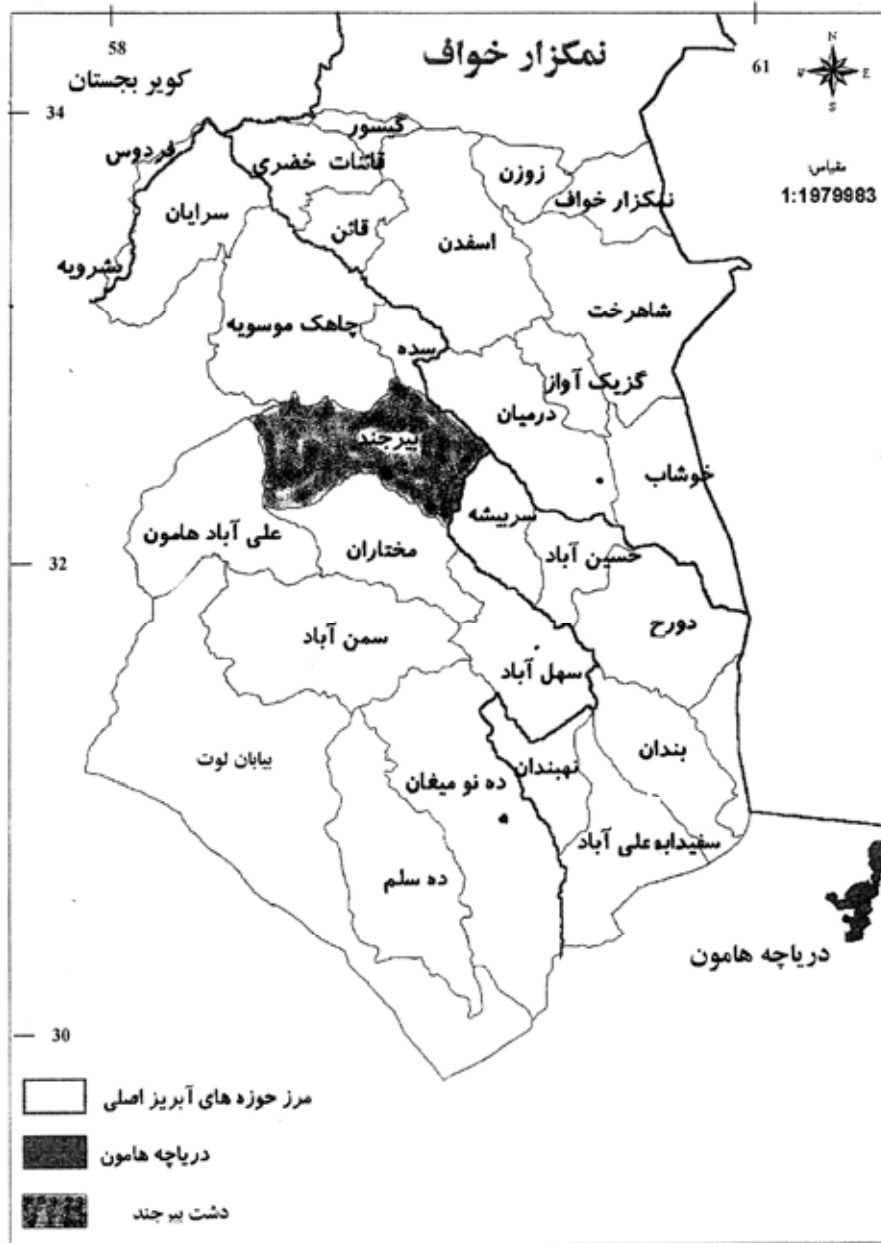 58
61
نمکزار خواف
کویر بجستان
N
E
S
34
مقیاس:
1:1979983
گیسور
فردوس
قائنات خضری
زوزن
نمکزار خواف
سرایان
قائن
اسفدن
بشرویه
شاهرخت
چاهک موسویه
سده
گزیک آواز
درمیان
بیرجند
خوشاب
سربیشه
علی آباد هامون
مختاران
حسین آباد
32
سمن آباد
دورح
سهل آباد
بندان
بیابان لوت
نهبندان
ده نو میغان
سفیدابه علی آباد
ده سلم
دریاچه هامون
30
مرز حوزه های آبریز اصلی
دریاچه هامون
دشت بیرجند